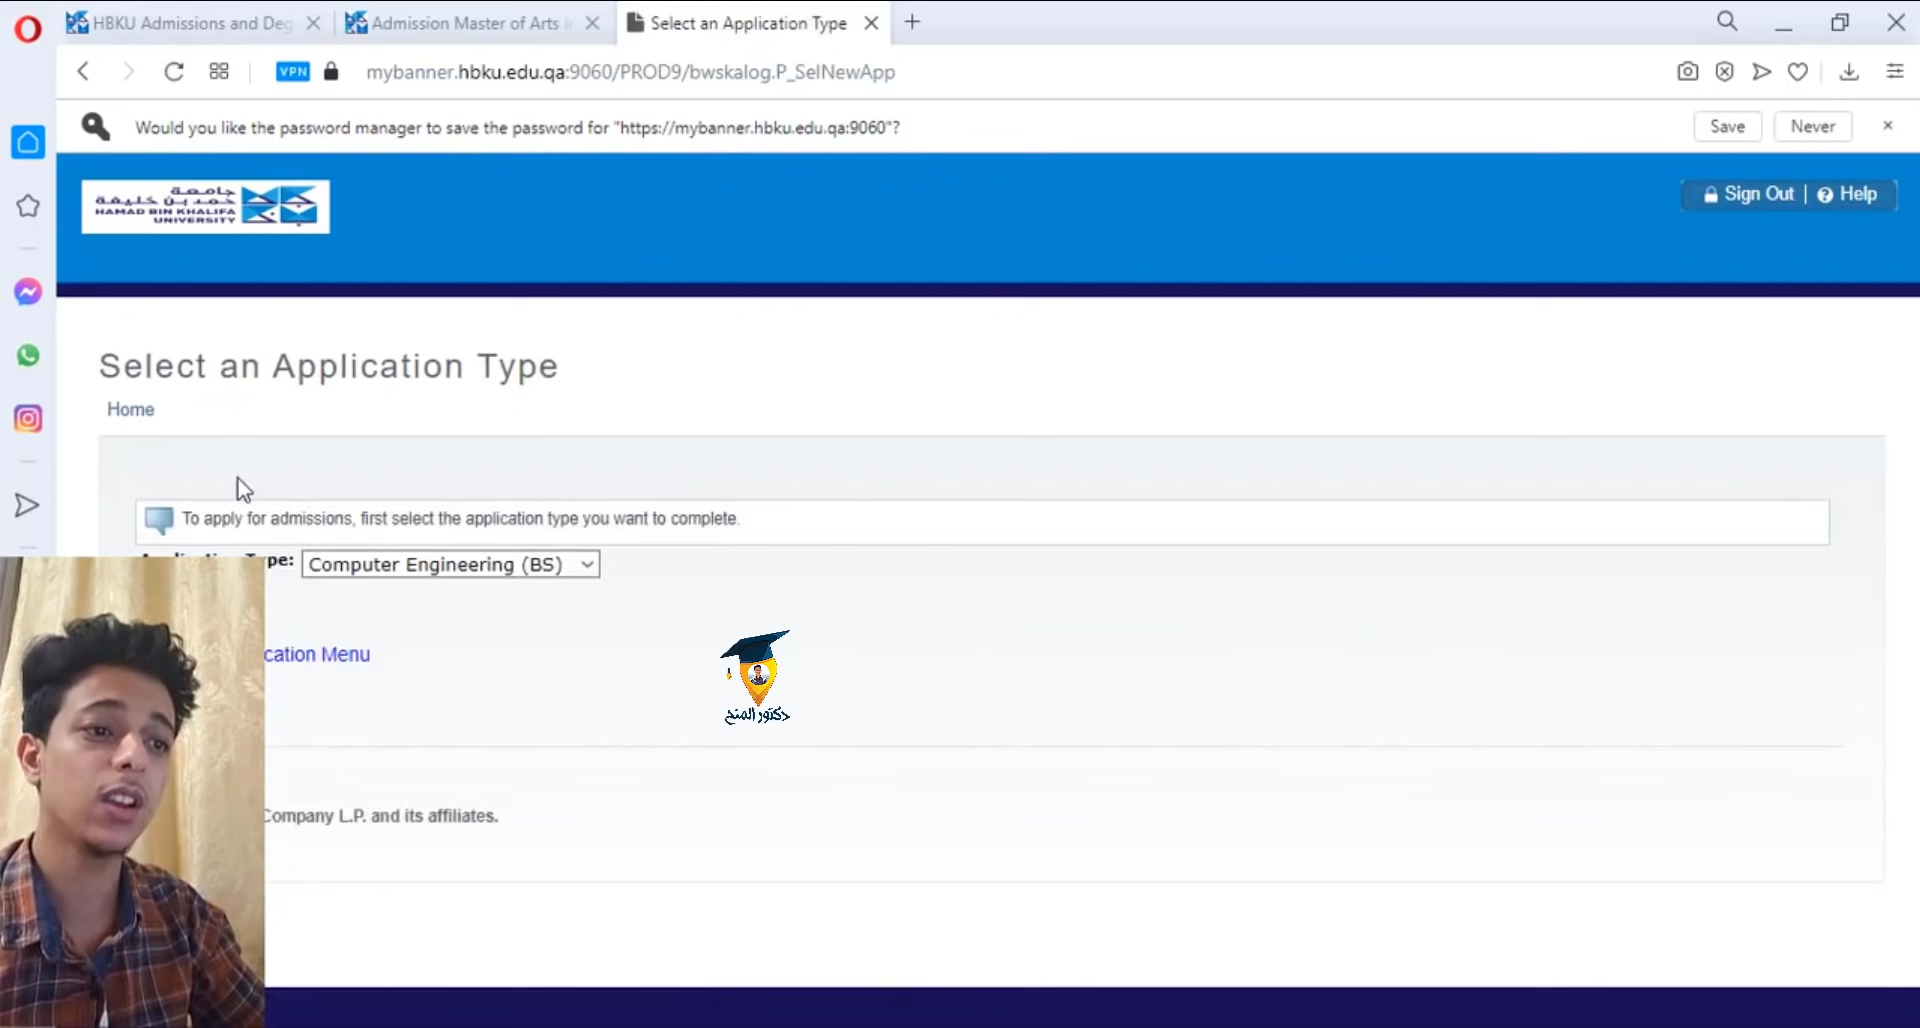 HBKU Admissions and Deg
Admission Master of Arts i
Select an Application Type
VPN
mybanner.hbku.edu.qa:9060/PROD9/bwskalog.P_SelNewApp
Would you like the password manager to save the password for "https://mybanner.hbku.edu.qa:9060"?
Save
Never
جامعة
حمد بن خليفة
HAMAD BIN KHALIFA
UNIVERSITY
Sign Out | Help
Select an Application Type
Home
To apply for admissions, first select the application type you want to complete.
pe: Computer Engineering (BS)
cation Menu
دكتور المنح
Company L.P. and its affiliates.